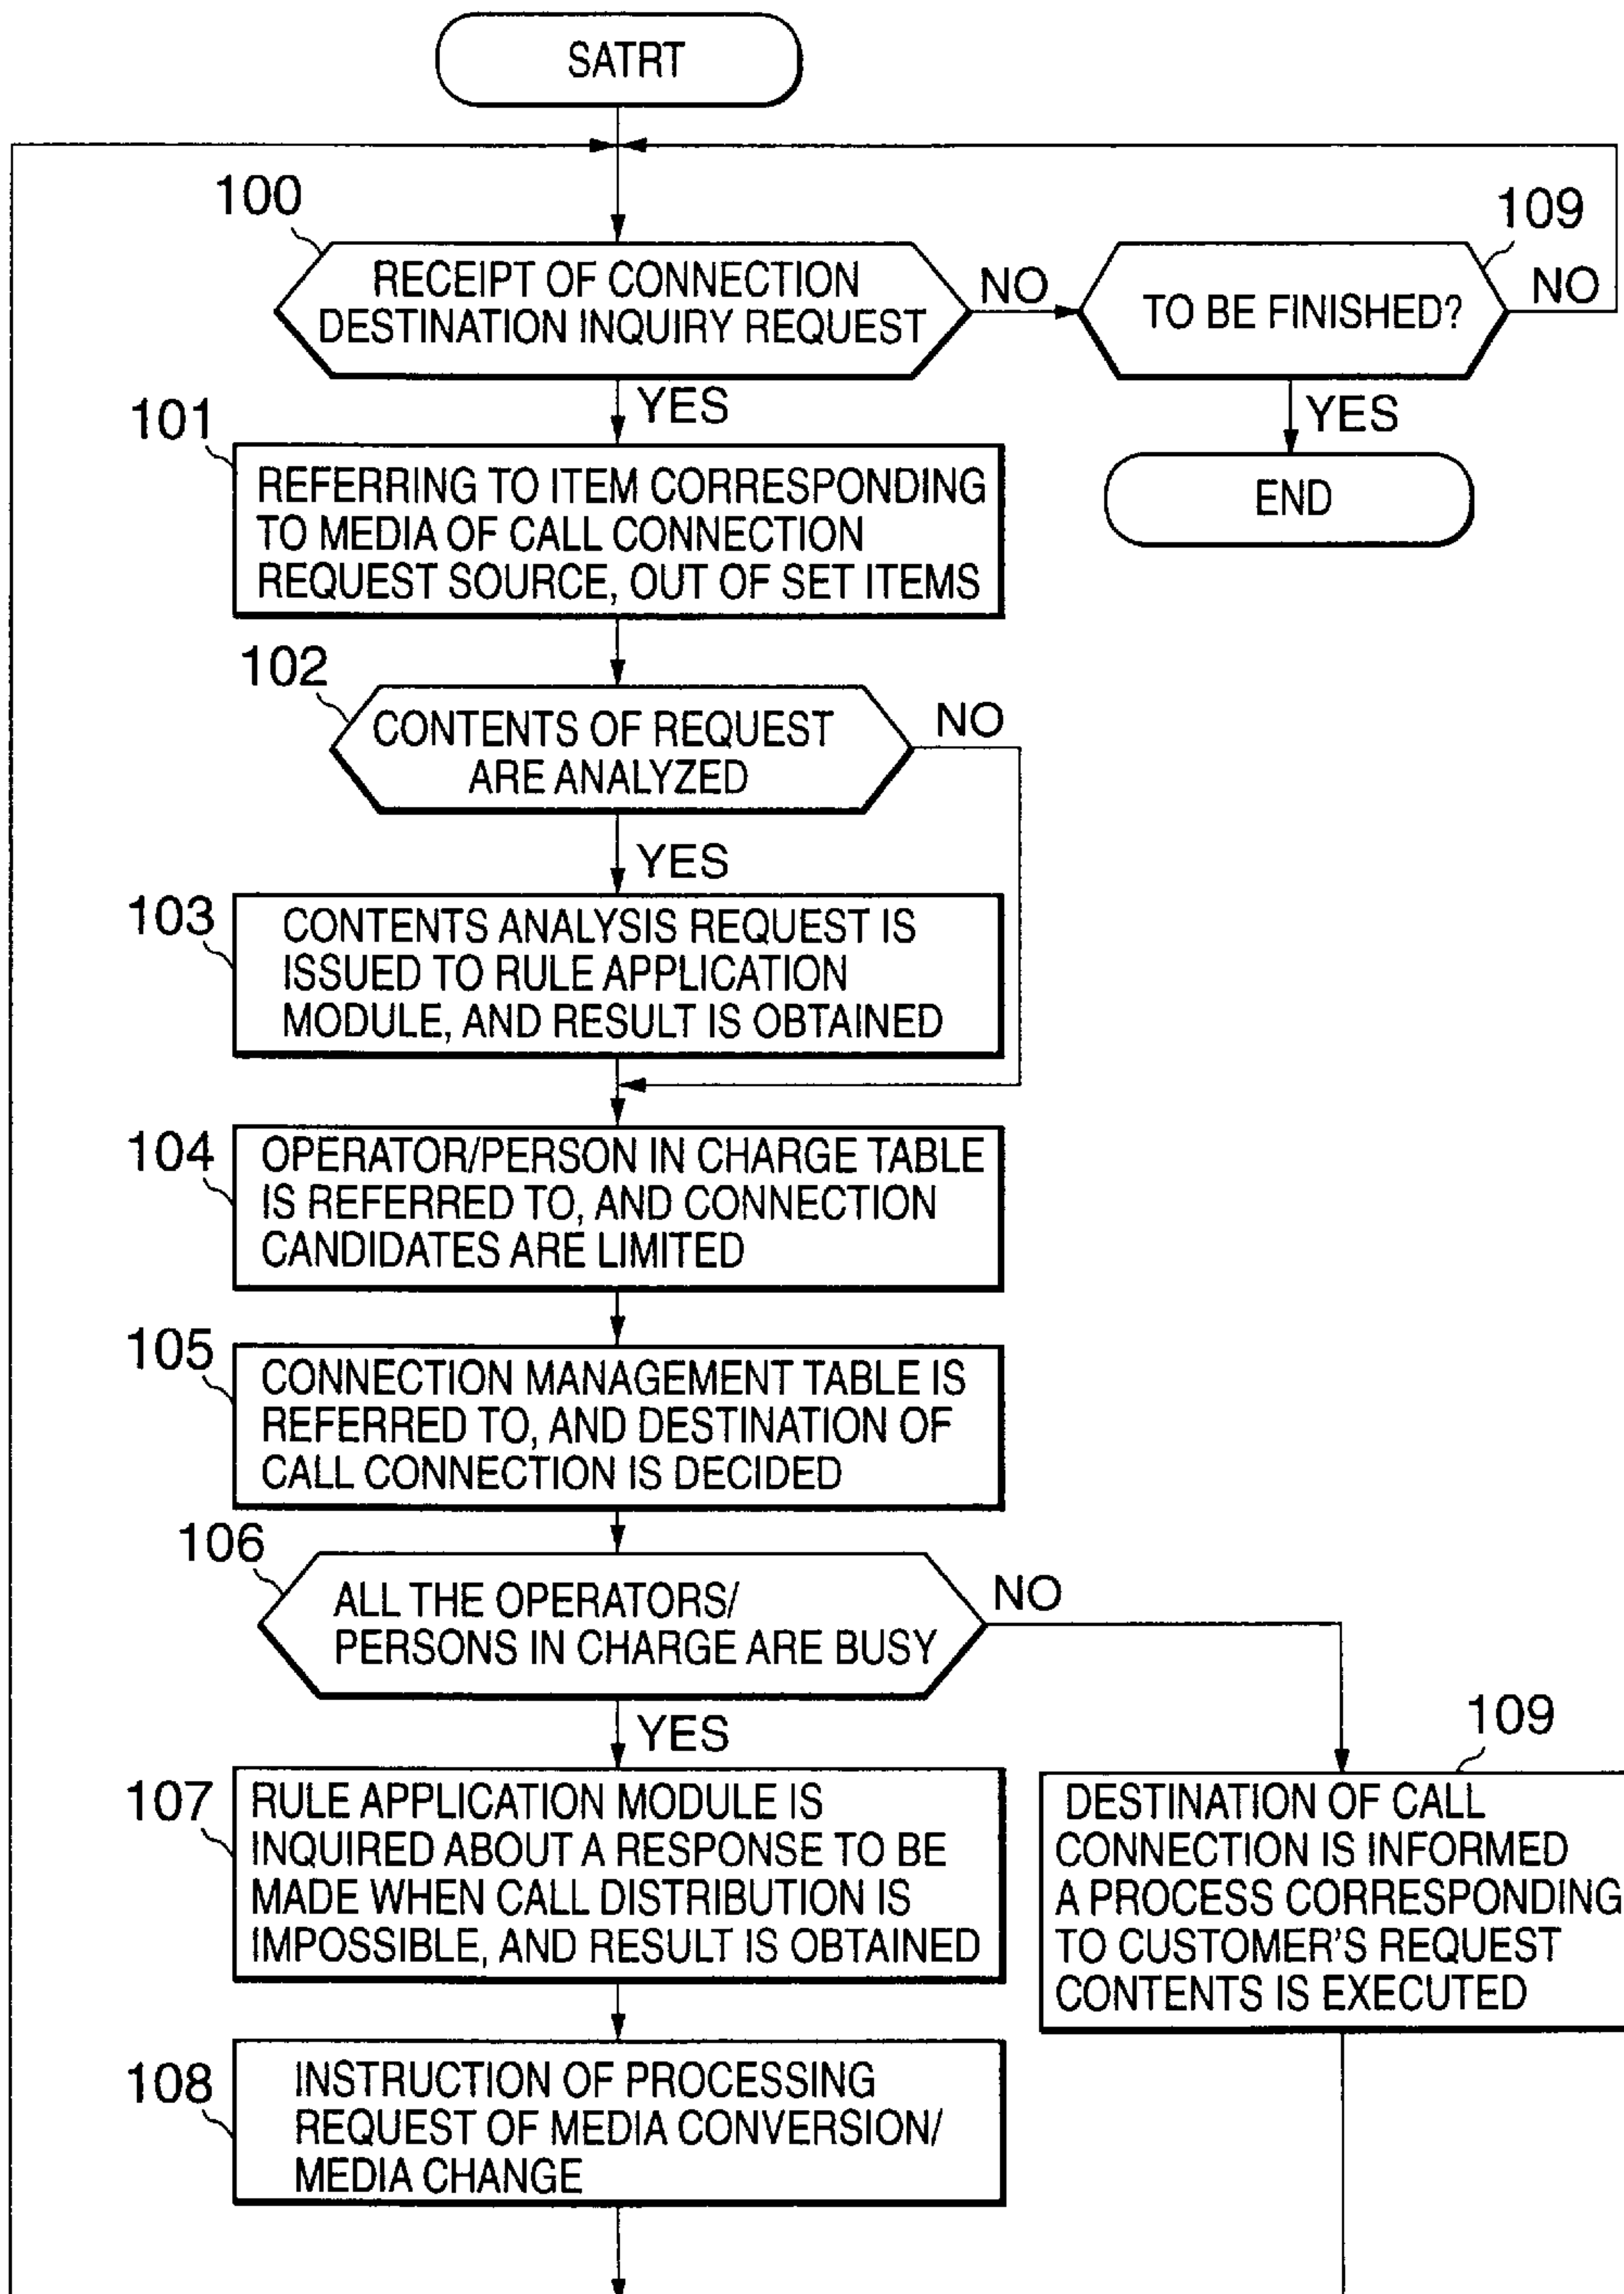 SATRT
100
RECEIPT OF CONNECTION
DESTINATION INQUIRY REQUEST
NO
109
TO BE FINISHED?
NO
YES
YES
END
101
REFERRING TO ITEM CORRESPONDING
TO MEDIA OF CALL CONNECTION
REQUEST SOURCE, OUT OF SET ITEMS
102
CONTENTS OF REQUEST
ARE ANALYZED
NO
YES
103
CONTENTS ANALYSIS REQUEST IS
ISSUED TO RULE APPLICATION
MODULE, AND RESULT IS OBTAINED
104
OPERATOR/PERSON IN CHARGE TABLE
IS REFERRED TO, AND CONNECTION
CANDIDATES ARE LIMITED
105
CONNECTION MANAGEMENT TABLE IS
REFERRED TO, AND DESTINATION OF
CALL CONNECTION IS DECIDED
106
ALL THE OPERATORS/
PERSONS IN CHARGE ARE BUSY
NO
YES
107
RULE APPLICATION MODULE IS
INQUIRED ABOUT A RESPONSE TO BE
MADE WHEN CALL DISTRIBUTION IS
IMPOSSIBLE, AND RESULT IS OBTAINED
109
DESTINATION OF CALL
CONNECTION IS INFORMED
A PROCESS CORRESPONDING
TO CUSTOMER'S REQUEST
CONTENTS IS EXECUTED
108
INSTRUCTION OF PROCESSING
REQUEST OF MEDIA CONVERSION/
MEDIA CHANGE